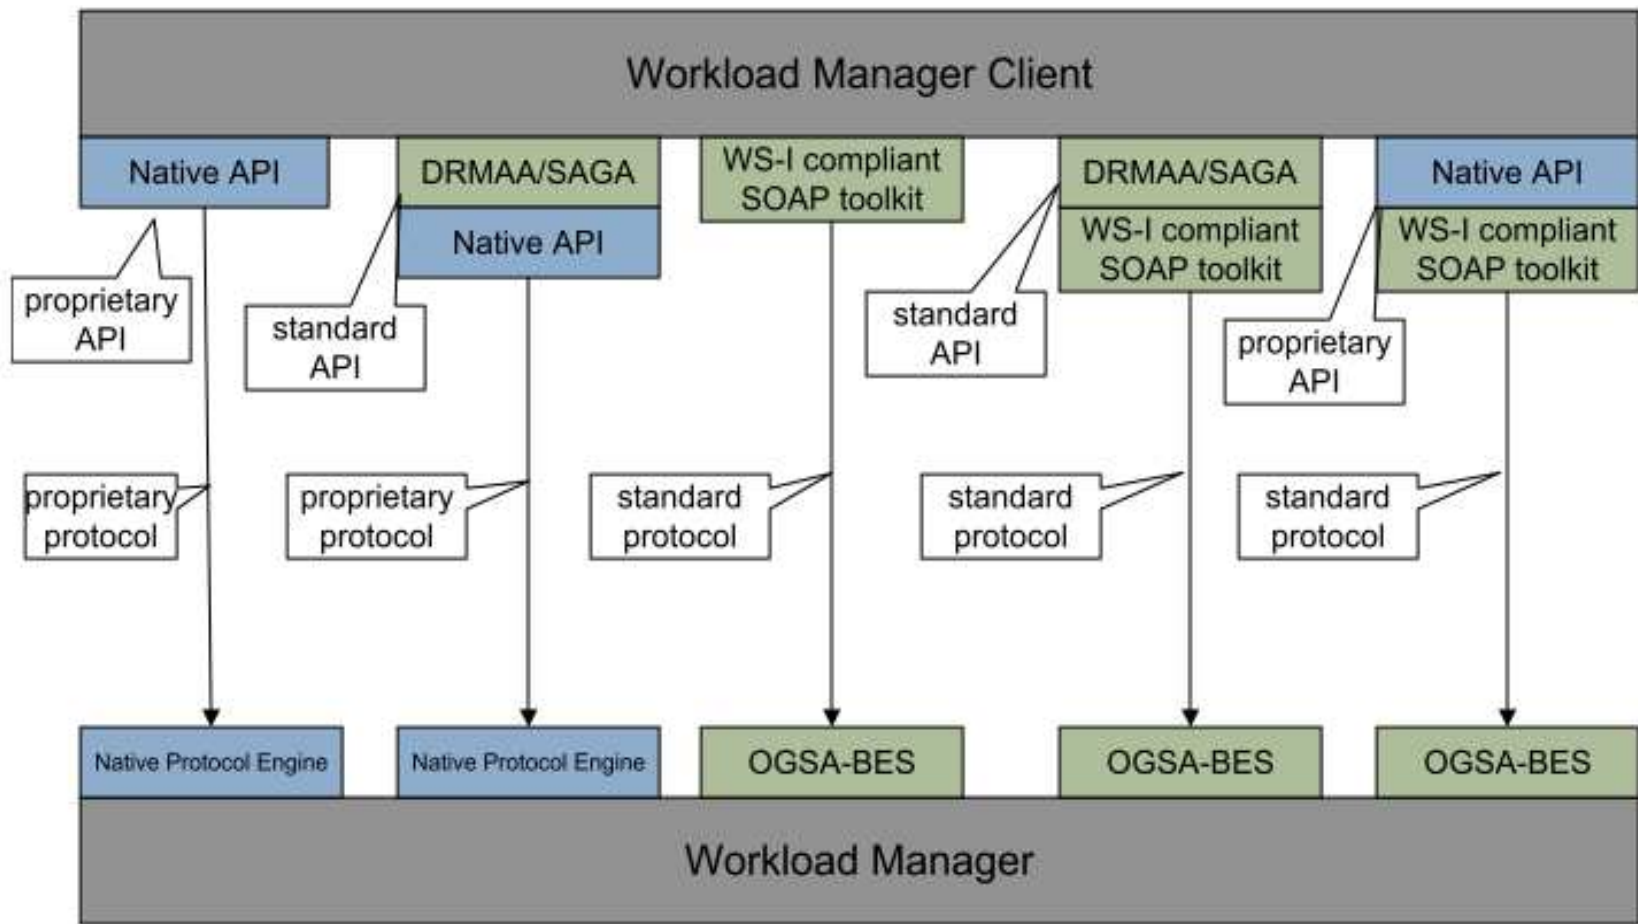 Workload Manager Client
Native API
DRMAA/SAGA
Native API
WS-I compliant
SOAP toolkit
DRMAA/SAGA
WS-I compliant
SOAP toolkit
Native API
WS-I compliant
SOAP toolkit
proprietary
API
standard
API
standard
API
proprietary
API
proprietary
protocol
proprietary
protocol
standard
protocol
standard
protocol
standard
protocol
Native Protocol Engine
Native Protocol Engine
OGSA-BES
OGSA-BES
OGSA-BES
Workload Manager